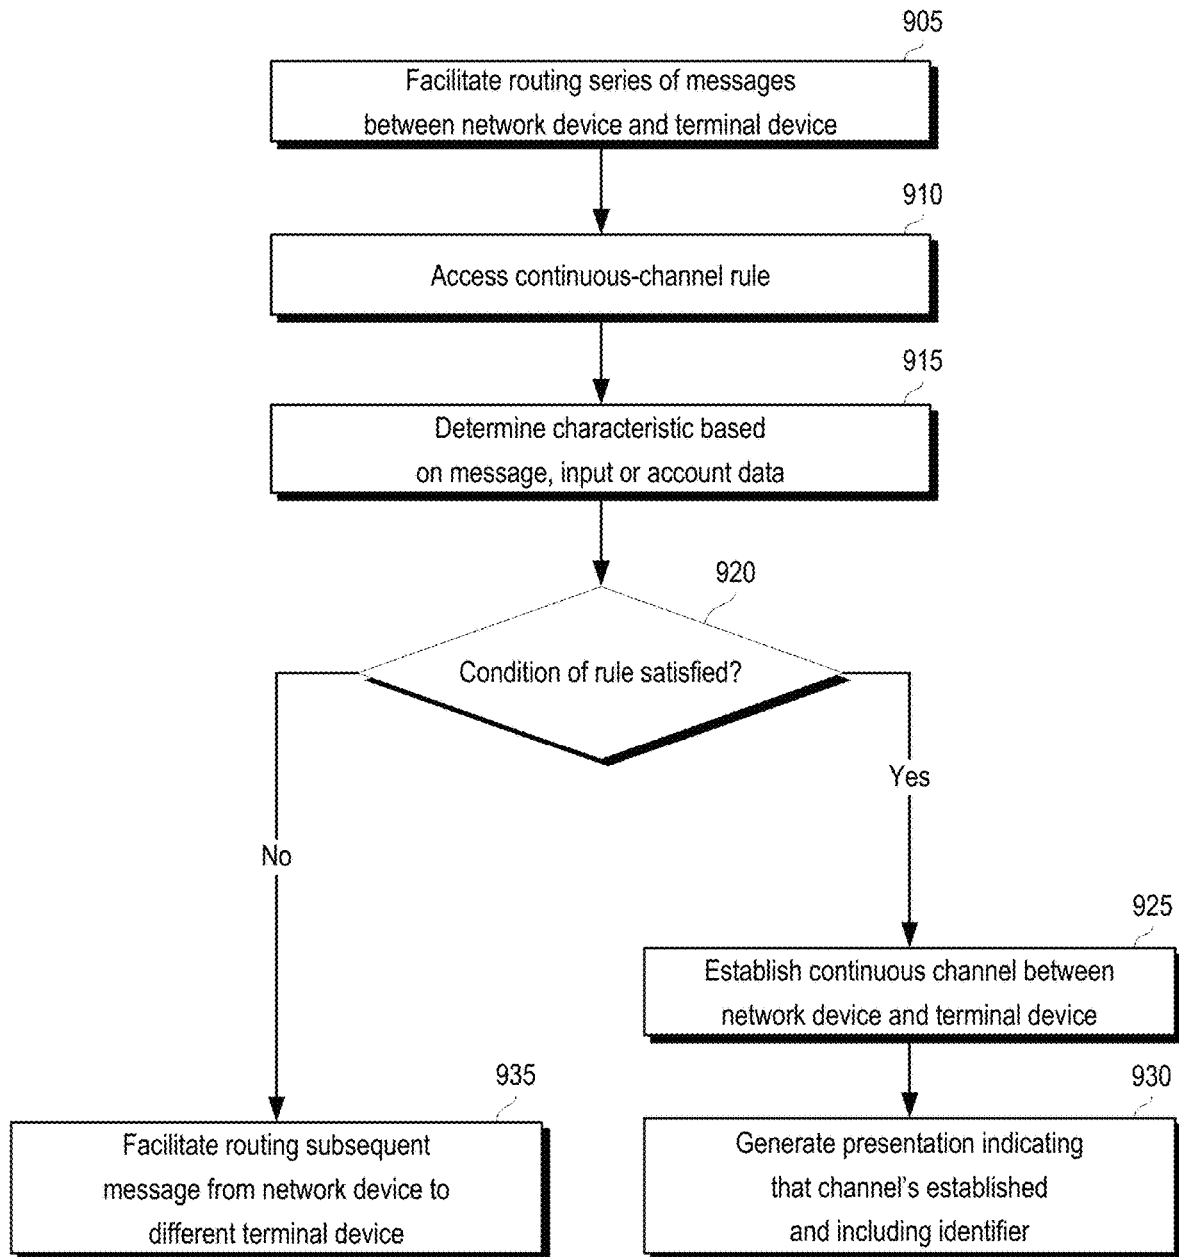 905
Facilitate routing series of messages
between network device and terminal device
910
Access continuous-channel rule
915
Determine characteristic based
on message, input or account data
920
Condition of rule satisfied?
Yes
No
925
Establish continuous channel between
network device and terminal device
935
Facilitate routing subsequent
message from network device to
different terminal device
930
Generate presentation indicating
that channel's established
and including identifier